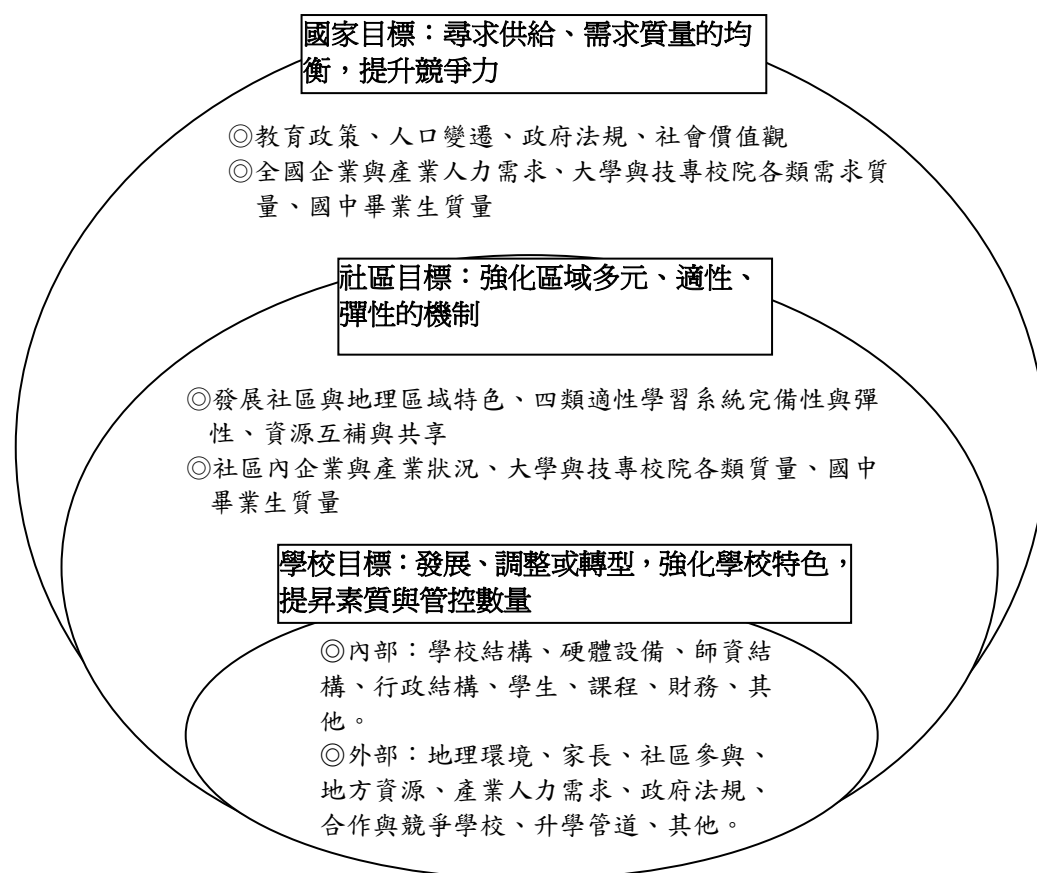 國家目標：尋求供給、需求質量的均
衡，提升競爭力
◎教育政策、人口變遷、政府法規、社會價值觀
◎全國企業與產業人力需求、大學與技專校院各類需求質
量、國中畢業生質量
社區目標：強化區域多元、適性、
彈性的機制
◎發展社區與地理區域特色、四類適性學習系統完備性與彈
性、資源互補與共享
◎社區內企業與產業狀況、大學與技專校院各類質量、國中
畢業生質量
學校目標：發展、調整或轉型，強化學校特色，
提昇素質與管控數量
◎內部：學校結構、硬體設備、師資結
構、行政結構、學生、課程、財務、其
他。
◎外部：地理環境、家長、社區參與、
地方資源、產業人力需求、政府法規、
合作與競爭學校、升學管道、其他。